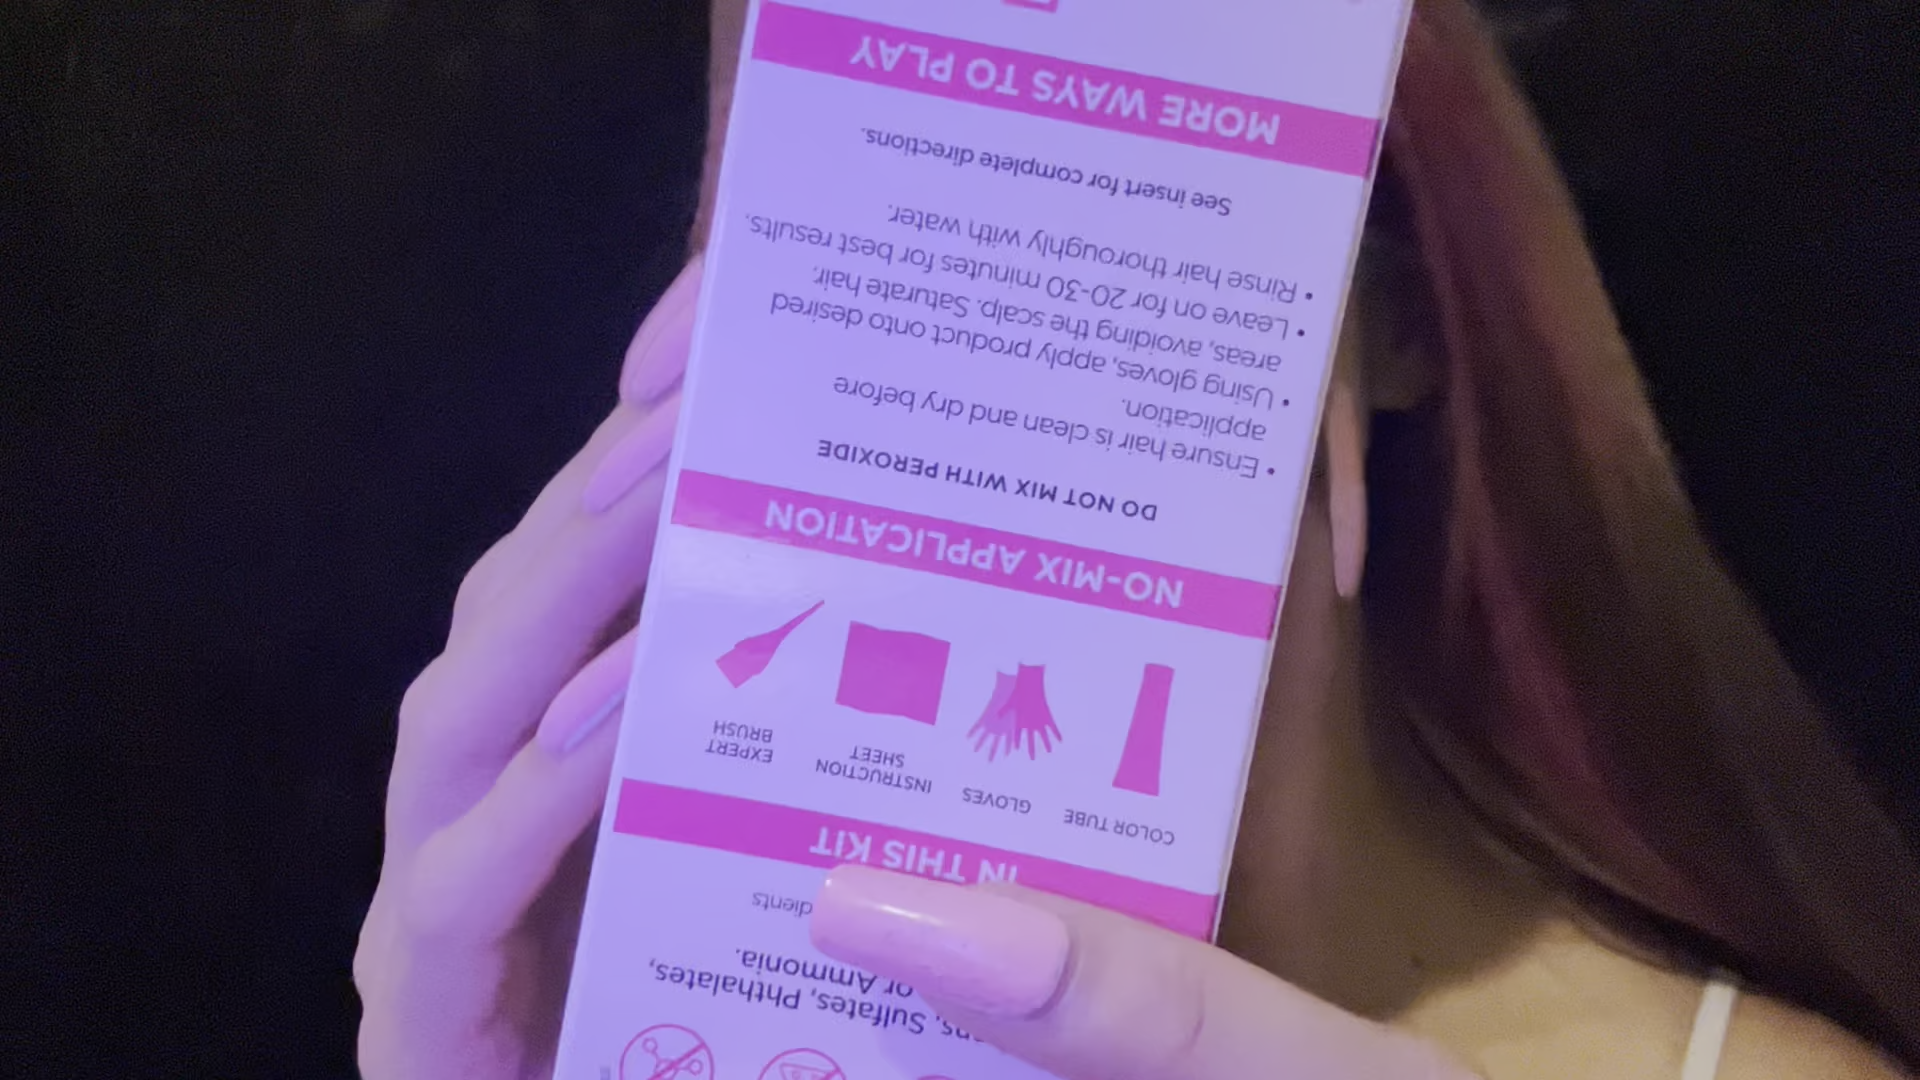 Sulfates, Phthalates,
or Ammonia.
IN THIS KIT
COLOR TUBE
GLOVES
INSTRUCTION
SHEET
EXPERT
BRUSH
NO-MIX APPLICATION
DO NOT MIX WITH PEROXIDE
• Ensure hair is clean and dry before
application.
• Using gloves, apply product onto desired
areas, avoiding the scalp. Saturate hair.
• Leave on for 20-30 minutes for best results.
• Rinse hair thoroughly with water.
See insert for complete directions.
MORE WAYS TO PLAY